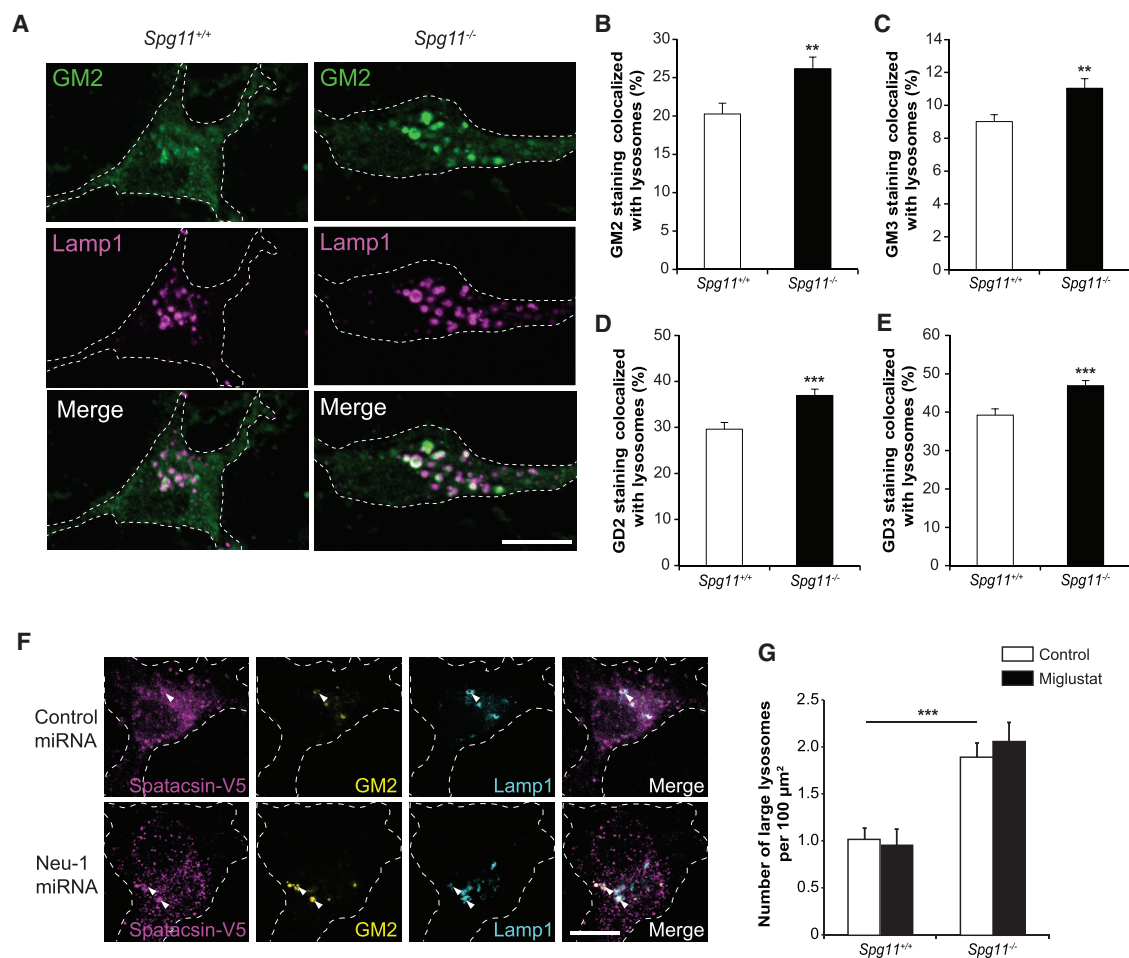 A
Spg11+/+
Spg11-/-
GM2
GM2
Lamp1
Lamp1
Merge
Merge
B
GM2 staining colocalized
with lysosomes (%)
30
25
20
15
10
5
0
Spg11+/+
Spg11-/-
**
C
GM3 staining colocalized
with lysosomes (%)
14
12
10
8
6
4
2
0
Spg11+/+
Spg11-/-
**
D
GD2 staining colocalized
with lysosomes (%)
50
40
30
20
10
0
Spg11+/+
Spg11-/-
***
E
GD3 staining colocalized
with lysosomes (%)
60
50
40
30
20
10
0
Spg11+/+
Spg11-/-
***
F
Control
miRNA
Spatacsin-V5
GM2
Lamp1
Merge
Neu-1
miRNA
Spatacsin-V5
GM2
Lamp1
Merge
G
Control
Miglustat
Number of large lysosomes
per 100 µm²
2.5
2.0
1.5
1.0
0.5
0
***
Spg11+/+
Spg11-/-